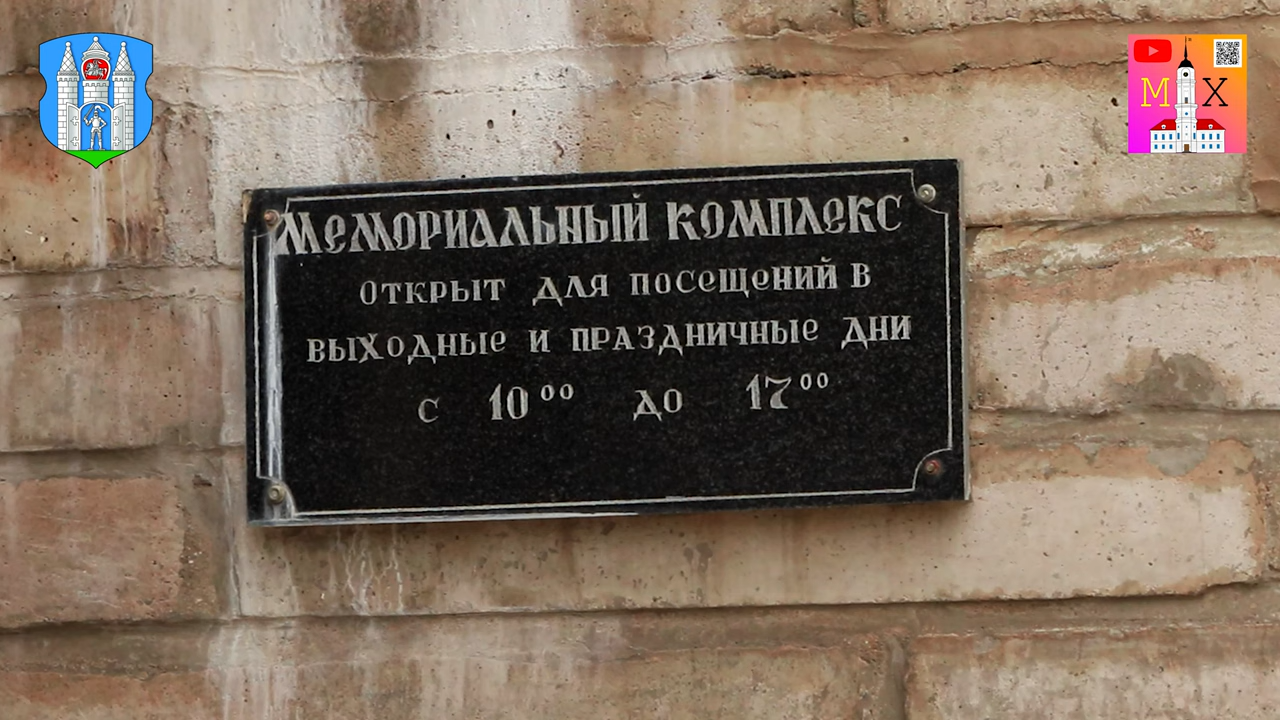 М Х
МЕМОРИАЛЬНЫЙ КОМПЛЕКС
ОТКРЫТ ДЛЯ ПОСЕЩЕНИЙ В
ВЫХОДНЫЕ И ПРАЗДНИЧНЫЕ ДНИ
С 10⁰⁰ ДО 17⁰⁰